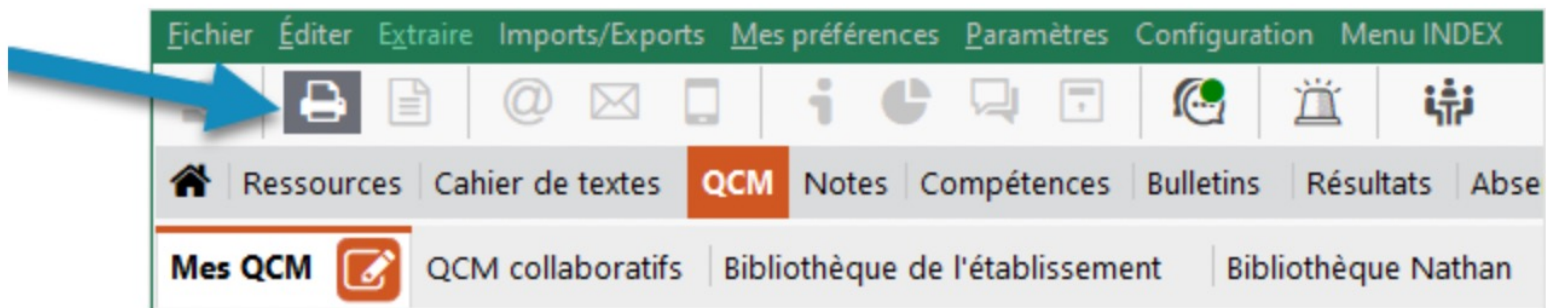 Fichier Éditer Extraire Imports/Exports Mes préférences Paramètres Configuration Menu INDEX
Ressources Cahier de textes QCM Notes Compétences Bulletins Résultats Abse
Mes QCM QCM collaboratifs Bibliothèque de l'établissement Bibliothèque Nathan